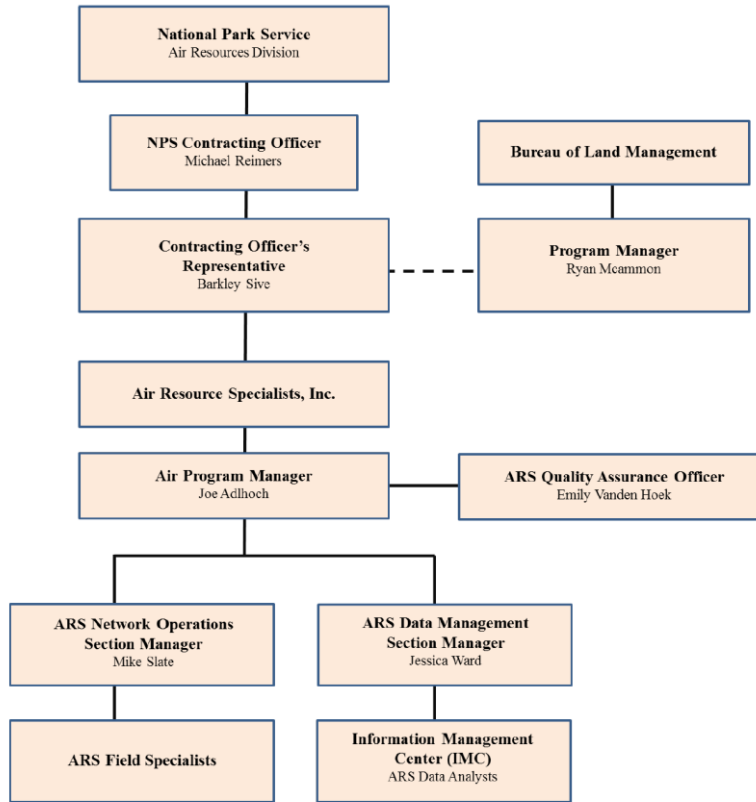 National Park Service
Air Resources Division
NPS Contracting Officer
Michael Reimers
Bureau of Land Management
Contracting Officer's
Representative
Barkley Sive
Program Manager
Ryan Mcammon
Air Resource Specialists, Inc.
Air Program Manager
Joe Adlhoch
ARS Quality Assurance Officer
Emily Vanden Hoek
ARS Network Operations
Section Manager
Mike Slate
ARS Data Management
Section Manager
Jessica Ward
ARS Field Specialists
Information Management
Center (IMC)
ARS Data Analysts